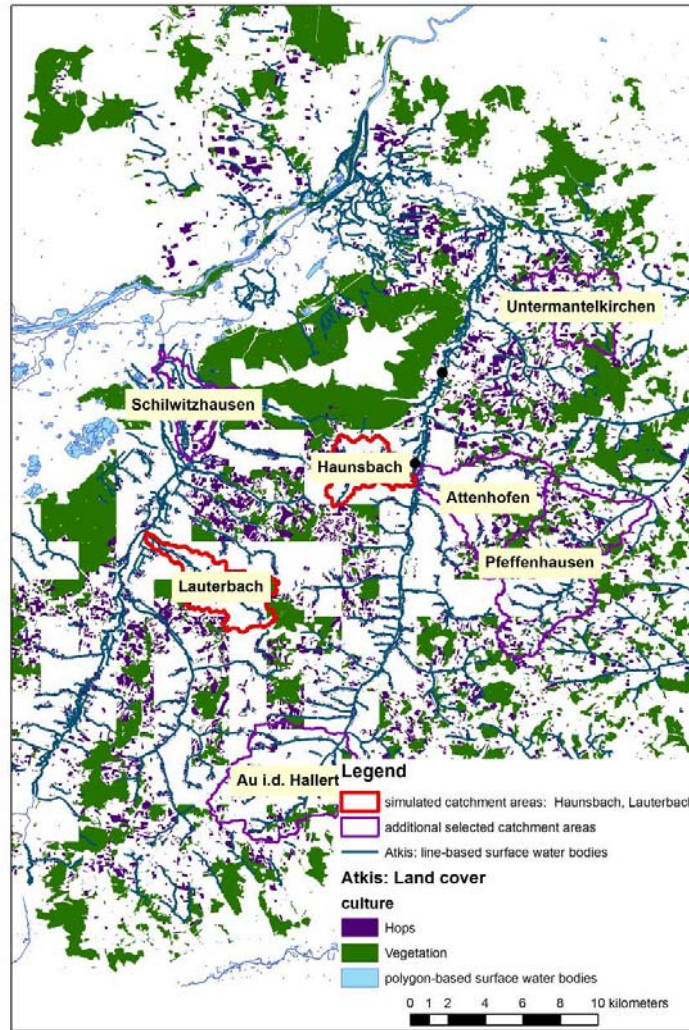 Untermantelkirchen
Schilwitzhausen
Haunsbach
Attenhofen
Pfeffenhausen
Lauterbach
Au i.d. Hallert
Legend
simulated catchment areas: Haunsbach, Lauterbach
additional selected catchment areas
Atkis: line-based surface water bodies
Atkis: Land cover
culture
Hops
Vegetation
polygon-based surface water bodies
0 1 2 4 6 8 10 kilometers